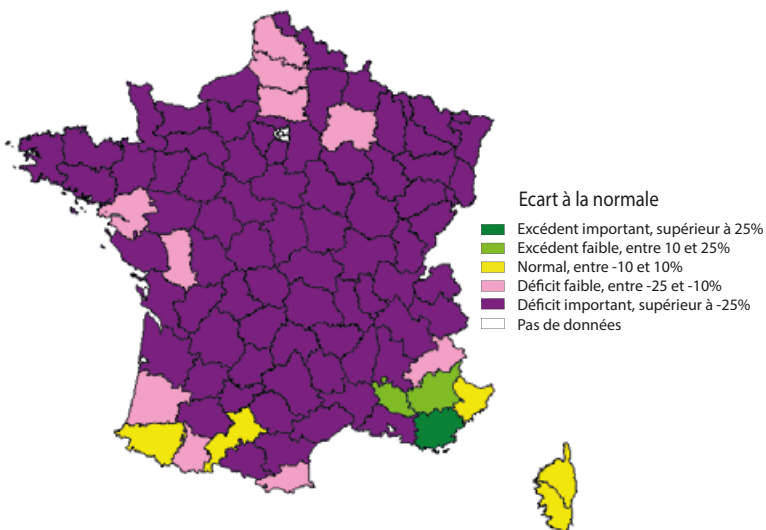 Ecart à la normale
Excédent important, supérieur à 25%
Excédent faible, entre 10 et 25%
Normal, entre -10 et 10%
Déficit faible, entre -25 et -10%
Déficit important, supérieur à -25%
Pas de données